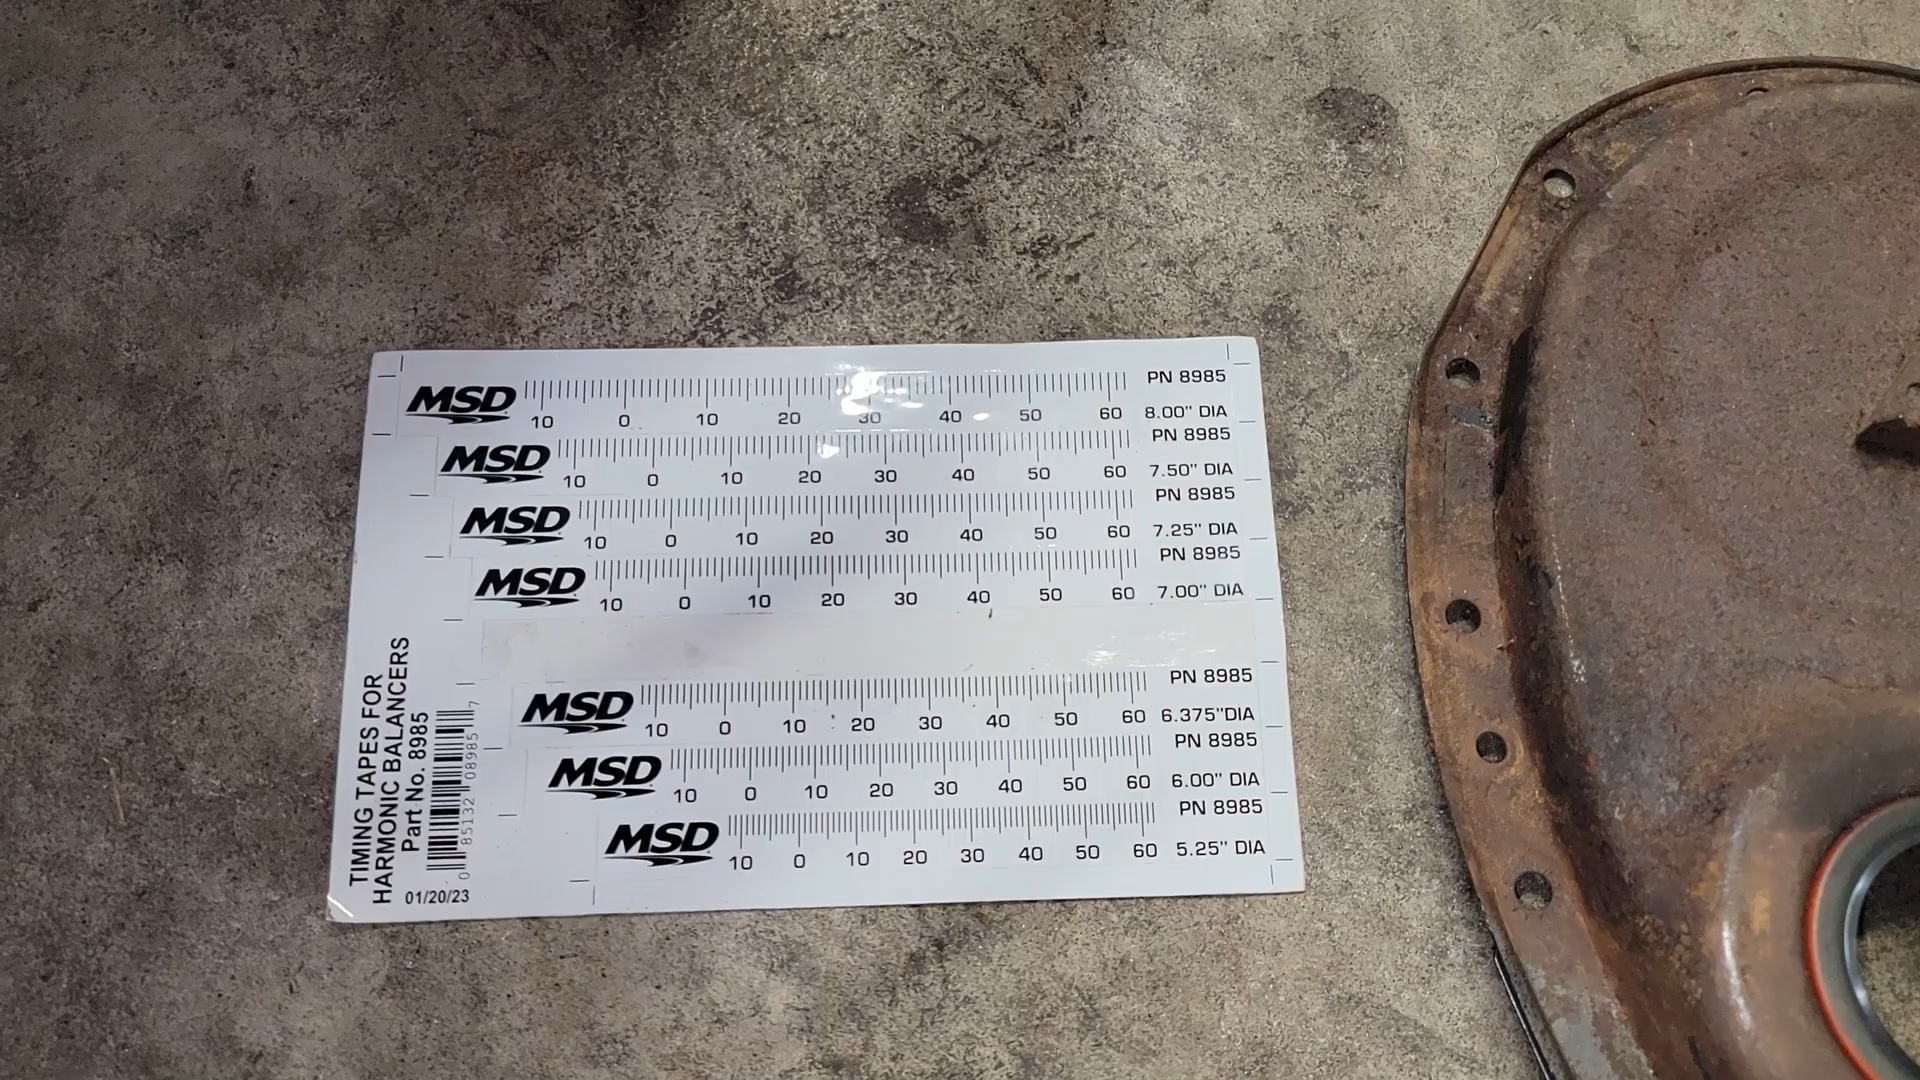 MSD 10 0 10 20 30 40 50 60 PN 8985 8.00" DIA
MSD 10 0 10 20 30 40 50 60 PN 8985 7.50" DIA
MSD 10 0 10 20 30 40 50 60 PN 8985 7.25" DIA
MSD 10 0 10 20 30 40 50 60 PN 8985 7.00" DIA
MSD 10 0 10 20 30 40 50 60 PN 8985 6.375"DIA
MSD 10 0 10 20 30 40 50 60 PN 8985 6.00" DIA
MSD 10 0 10 20 30 40 50 60 PN 8985 5.25" DIA
TIMING TAPES FOR
HARMONIC BALANCERS
Part No. 8985
0 85132 08985 7
01/20/23